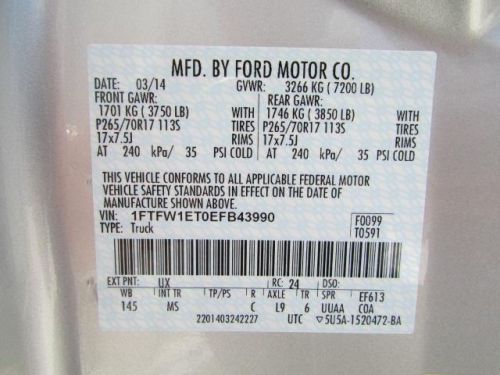 MFD. BY FORD MOTOR CO.
DATE: 03/14 GVWR: 3266 KG ( 7200 LB)
FRONT GAWR: REAR GAWR:
1701 KG ( 3750 LB) WITH 1746 KG ( 3850 LB) WITH
P265/70R17 113S TIRES P265/70R17 113S TIRES
17x7.5J RIMS 17x7.5J RIMS
AT 240 kPa/ 35 PSI COLD AT 240 kPa/ 35 PSI COLD
THIS VEHICLE CONFORMS TO ALL APPLICABLE FEDERAL MOTOR
VEHICLE SAFETY STANDARDS IN EFFECT ON THE DATE OF
MANUFACTURE SHOWN ABOVE.
VIN: 1FTFW1ET0EFB43990 F0099
TYPE: Truck T0591
EXT PNT: UX RC: 24 DSO:
WB INT TR TP/PS R AXLE TR SPR EF613
145 MS C L9 6 UUAA COA
2201403242227 UTC ▽5U5A-1520472-BA